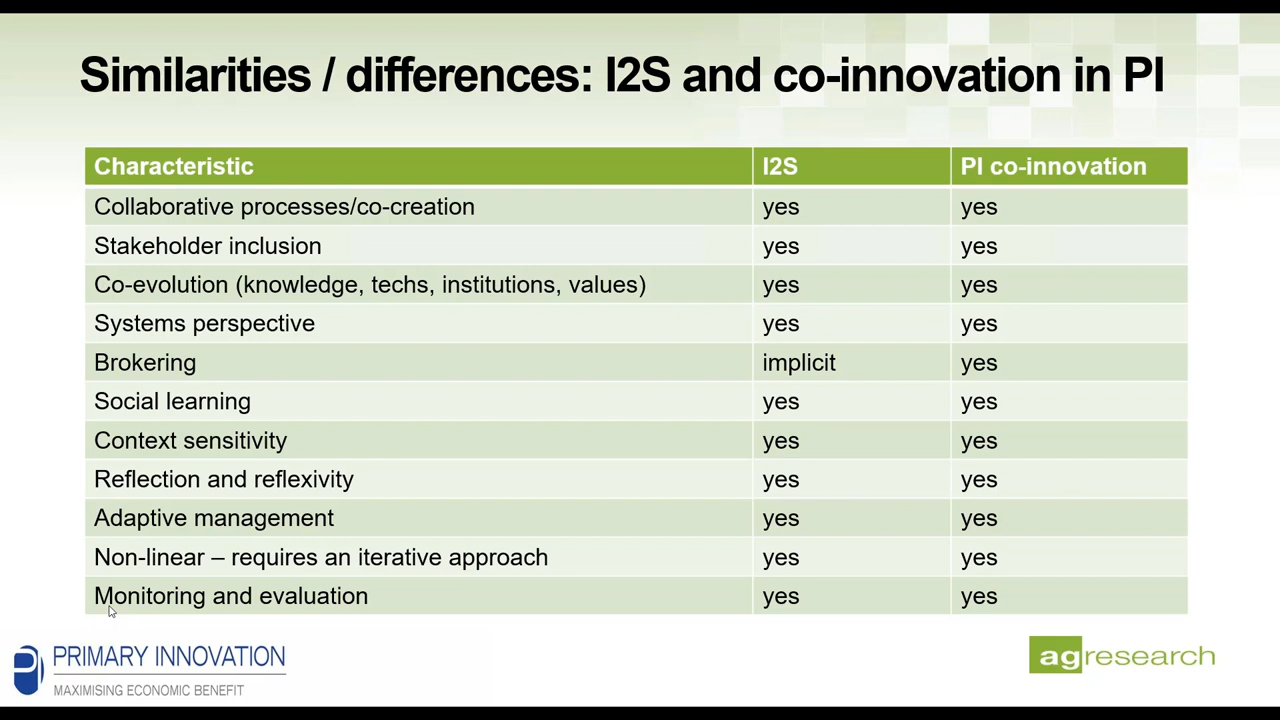 Similarities / differences: I2S and co-innovation in PI
Characteristic I2S PI co-innovation
Collaborative processes/co-creation yes yes
Stakeholder inclusion yes yes
Co-evolution (knowledge, techs, institutions, values) yes yes
Systems perspective yes yes
Brokering implicit yes
Social learning yes yes
Context sensitivity yes yes
Reflection and reflexivity yes yes
Adaptive management yes yes
Non-linear – requires an iterative approach yes yes
Monitoring and evaluation yes yes
PRIMARY INNOVATION
MAXIMISING ECONOMIC BENEFIT
agresearch